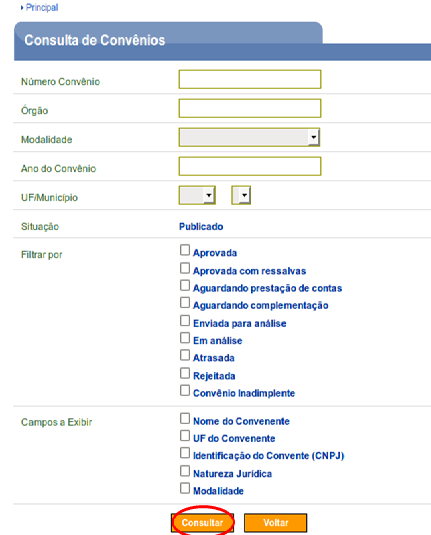 Principal
Consulta de Convênios
Número Convênio
Órgão
Modalidade
Ano do Convênio
UF/Município
Situação Publicado
Filtrar por
Aprovada
Aprovada com ressalvas
Aguardando prestação de contas
Aguardando complementação
Enviada para análise
Em análise
Atrasada
Rejeitada
Convênio Inadimplente
Campos a Exibir
Nome do Convenente
UF do Convenente
Identificação do Convente (CNPJ)
Natureza Jurídica
Modalidade
Consultar Voltar